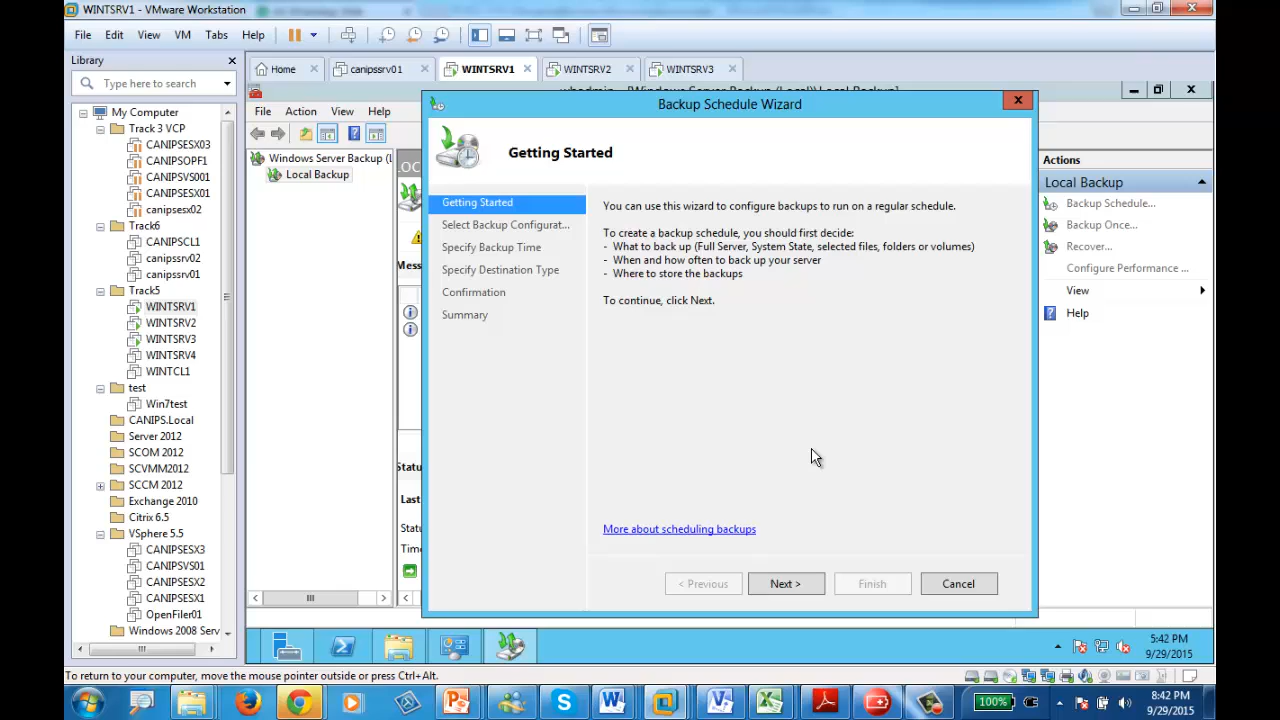 WINTSRV1 - VMware Workstation
File Edit View VM Tabs Help
Library
Type here to search
Home
canipssrv01
WINTSRV1
WINTSRV2
WINTSRV3
My Computer
Track 3 VCP
CANIPSESX03
CANIPSOPF1
CANIPSVS001
CANIPSESX01
canipsesx02
Track6
CANIPSCL1
canipssrv02
canipssrv01
Track5
WINTSRV1
WINTSRV2
WINTSRV3
WINTSRV4
WINTCL1
test
Win7test
CANIPS.Local
Server 2012
SCOM 2012
SCVMM2012
SCCM 2012
Exchange 2010
Citrix 6.5
VSphere 5.5
CANIPSESX3
CANIPSVS01
CANIPSESX2
CANIPSESX1
OpenFiler01
Windows 2008 Serv
File Action View Help
Windows Server Backup (L
Local Backup
Mess
Statu
Last
Statu
Time
Backup Schedule Wizard
Getting Started
Getting Started
Select Backup Configurat...
Specify Backup Time
Specify Destination Type
Confirmation
Summary
You can use this wizard to configure backups to run on a regular schedule.
To create a backup schedule, you should first decide:
- What to back up (Full Server, System State, selected files, folders or volumes)
- When and how often to back up your server
- Where to store the backups
To continue, click Next.
More about scheduling backups
< Previous
Next >
Finish
Cancel
Actions
Local Backup
Backup Schedule...
Backup Once...
Recover...
Configure Performance ...
View
Help
5:42 PM
9/29/2015
To return to your computer, move the mouse pointer outside or press Ctrl+Alt.
100%
8:42 PM
9/29/2015